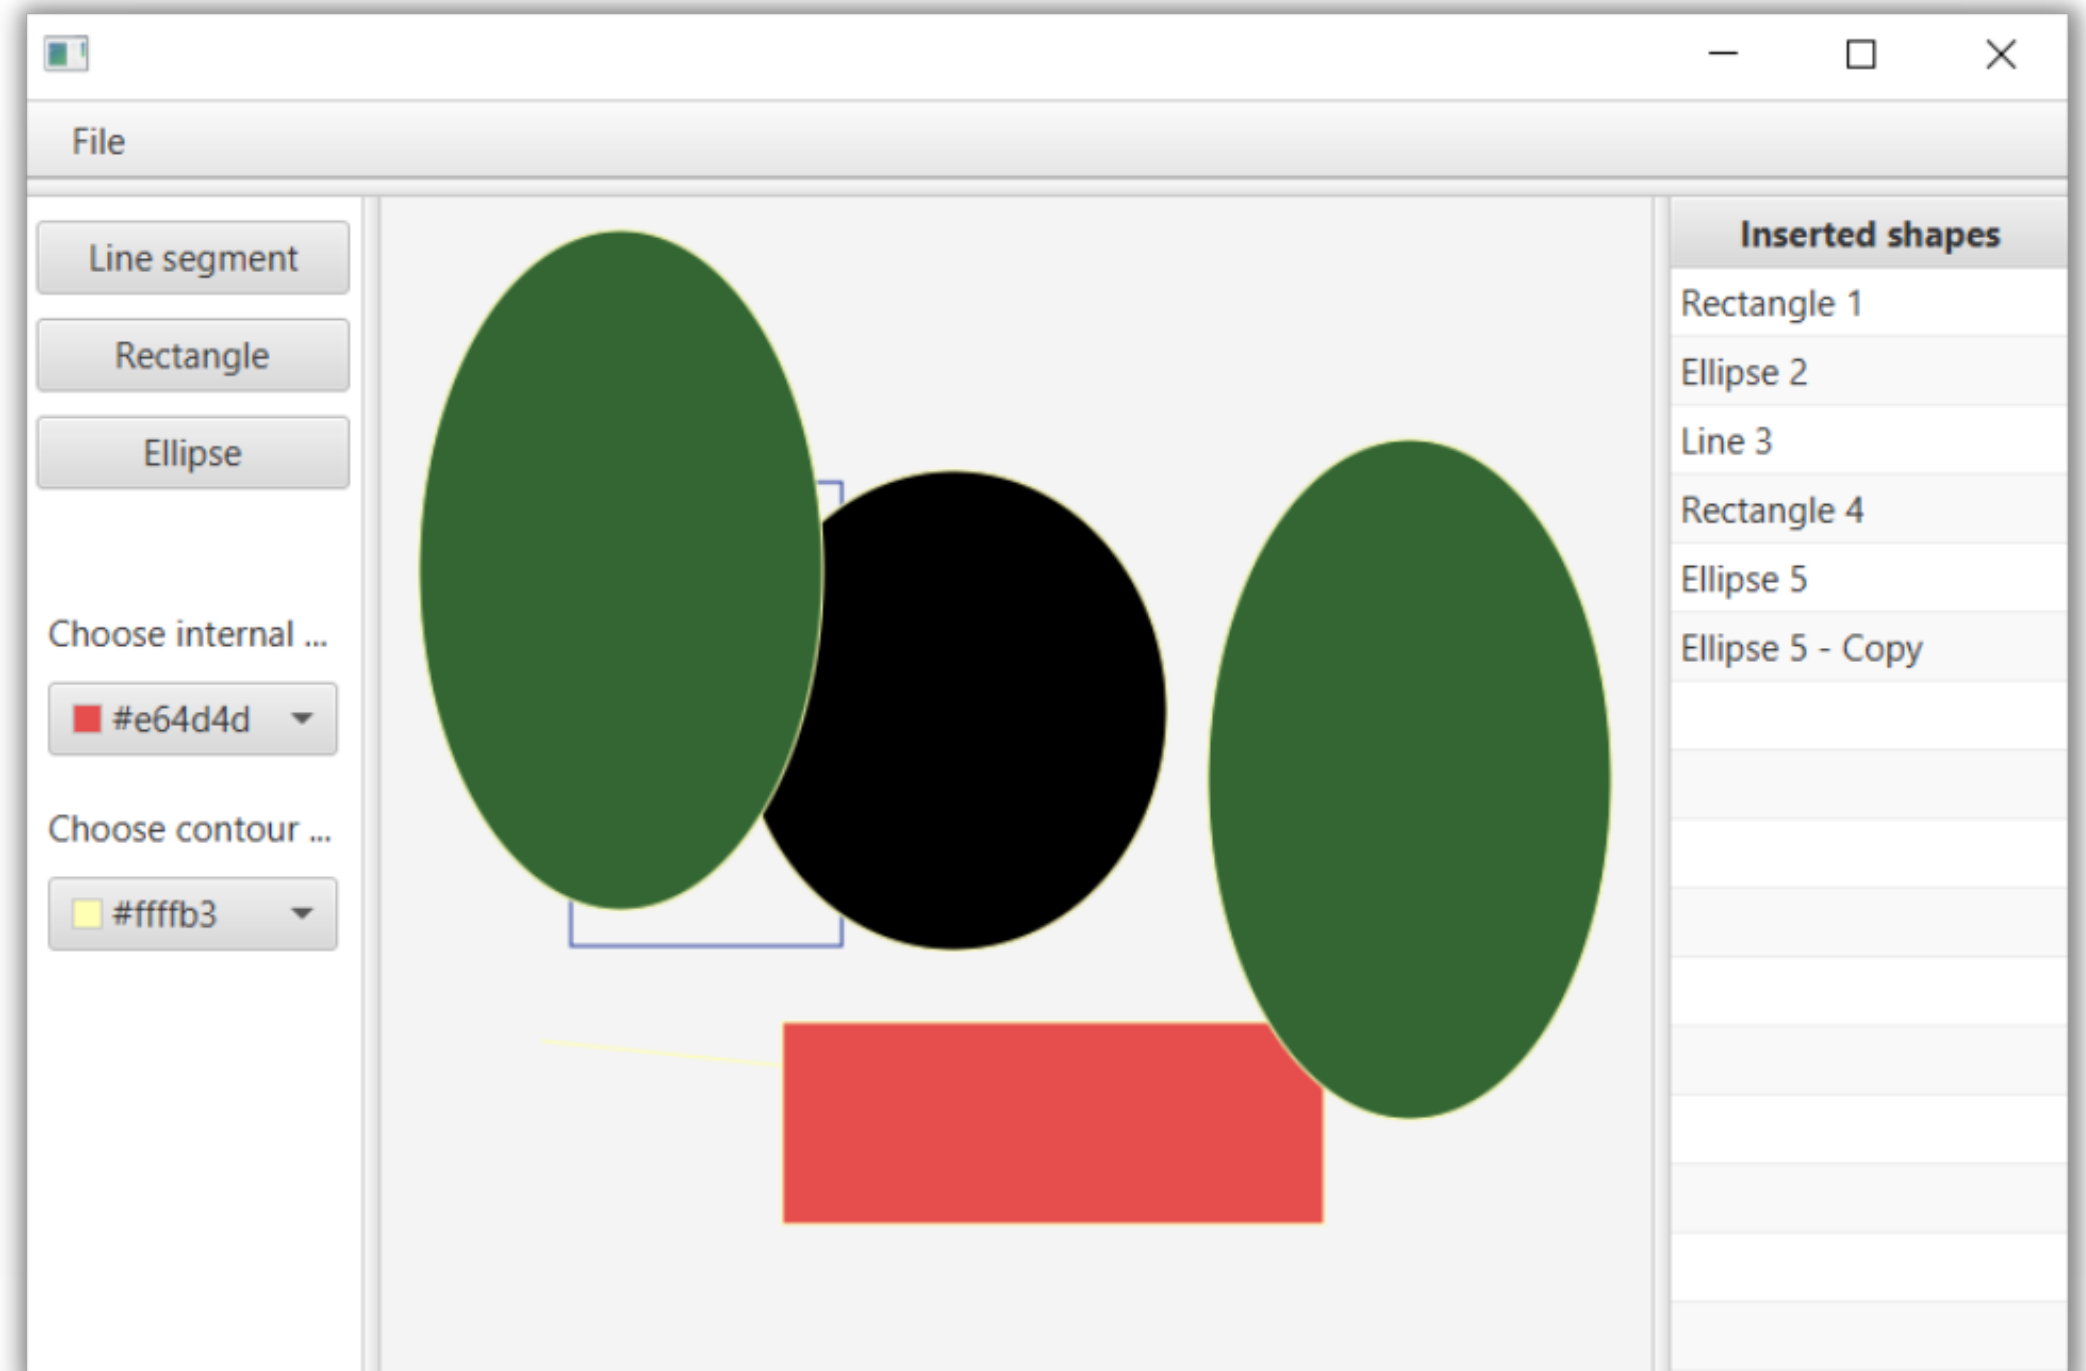 File
Line segment
Rectangle
Ellipse
Choose internal ...
#e64d4d
Choose contour ...
#ffffb3
Inserted shapes
Rectangle 1
Ellipse 2
Line 3
Rectangle 4
Ellipse 5
Ellipse 5 - Copy